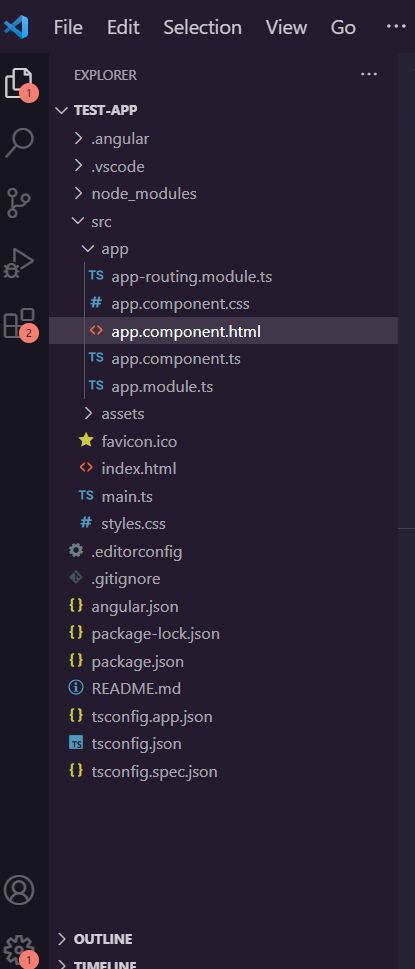 File Edit Selection View Go ···
EXPLORER ···
1
TEST-APP
.angular
.vscode
node_modules
src
app
TS app-routing.module.ts
# app.component.css
<> app.component.html
2
TS app.component.ts
TS app.module.ts
assets
favicon.ico
<> index.html
TS main.ts
# styles.css
.editorconfig
.gitignore
{} angular.json
{} package-lock.json
{} package.json
README.md
{} tsconfig.app.json
TS tsconfig.json
{} tsconfig.spec.json
OUTLINE
1
TIMELINE